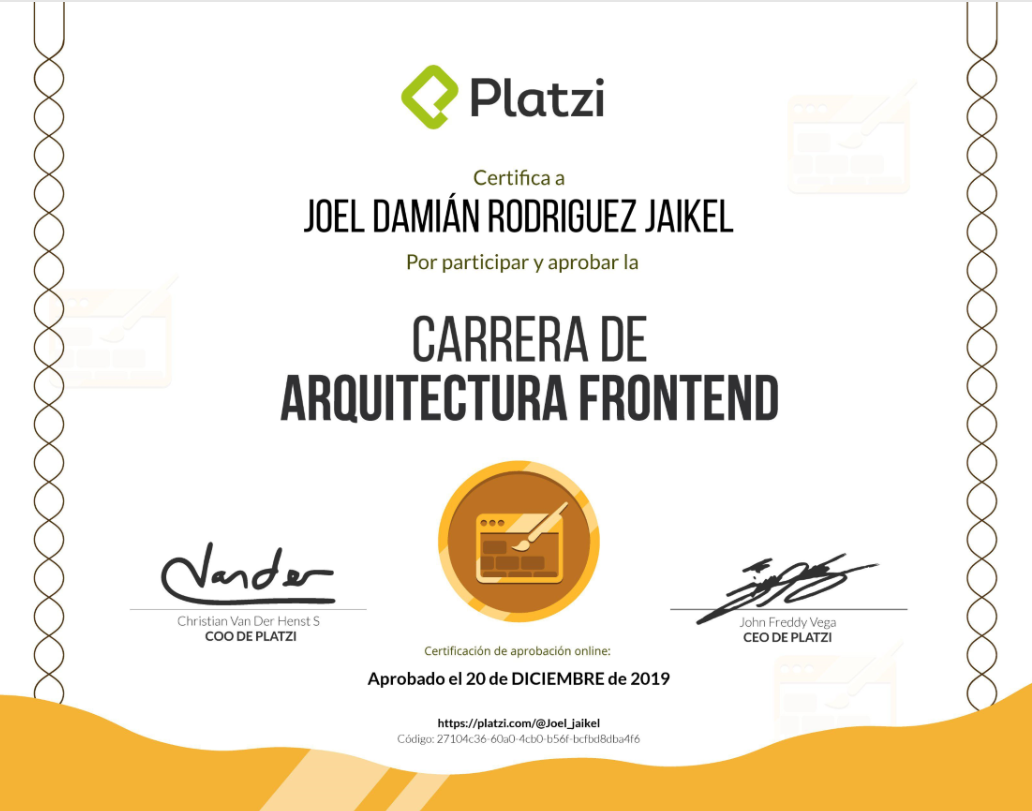 Platzi
Certifica a
JOEL DAMIÁN RODRIGUEZ JAIKEL
Por participar y aprobar la
CARRERA DE
ARQUITECTURA FRONTEND
Vander
Christian Van Der Henst S
COO DE PLATZI
John Freddy Vega
CEO DE PLATZI
Certificación de aprobación online:
Aprobado el 20 de DICIEMBRE de 2019
https://platzi.com/@Joel_jaikel
Código: 27104c36-60a0-4cb0-b56f-bcfbd8dba4f6